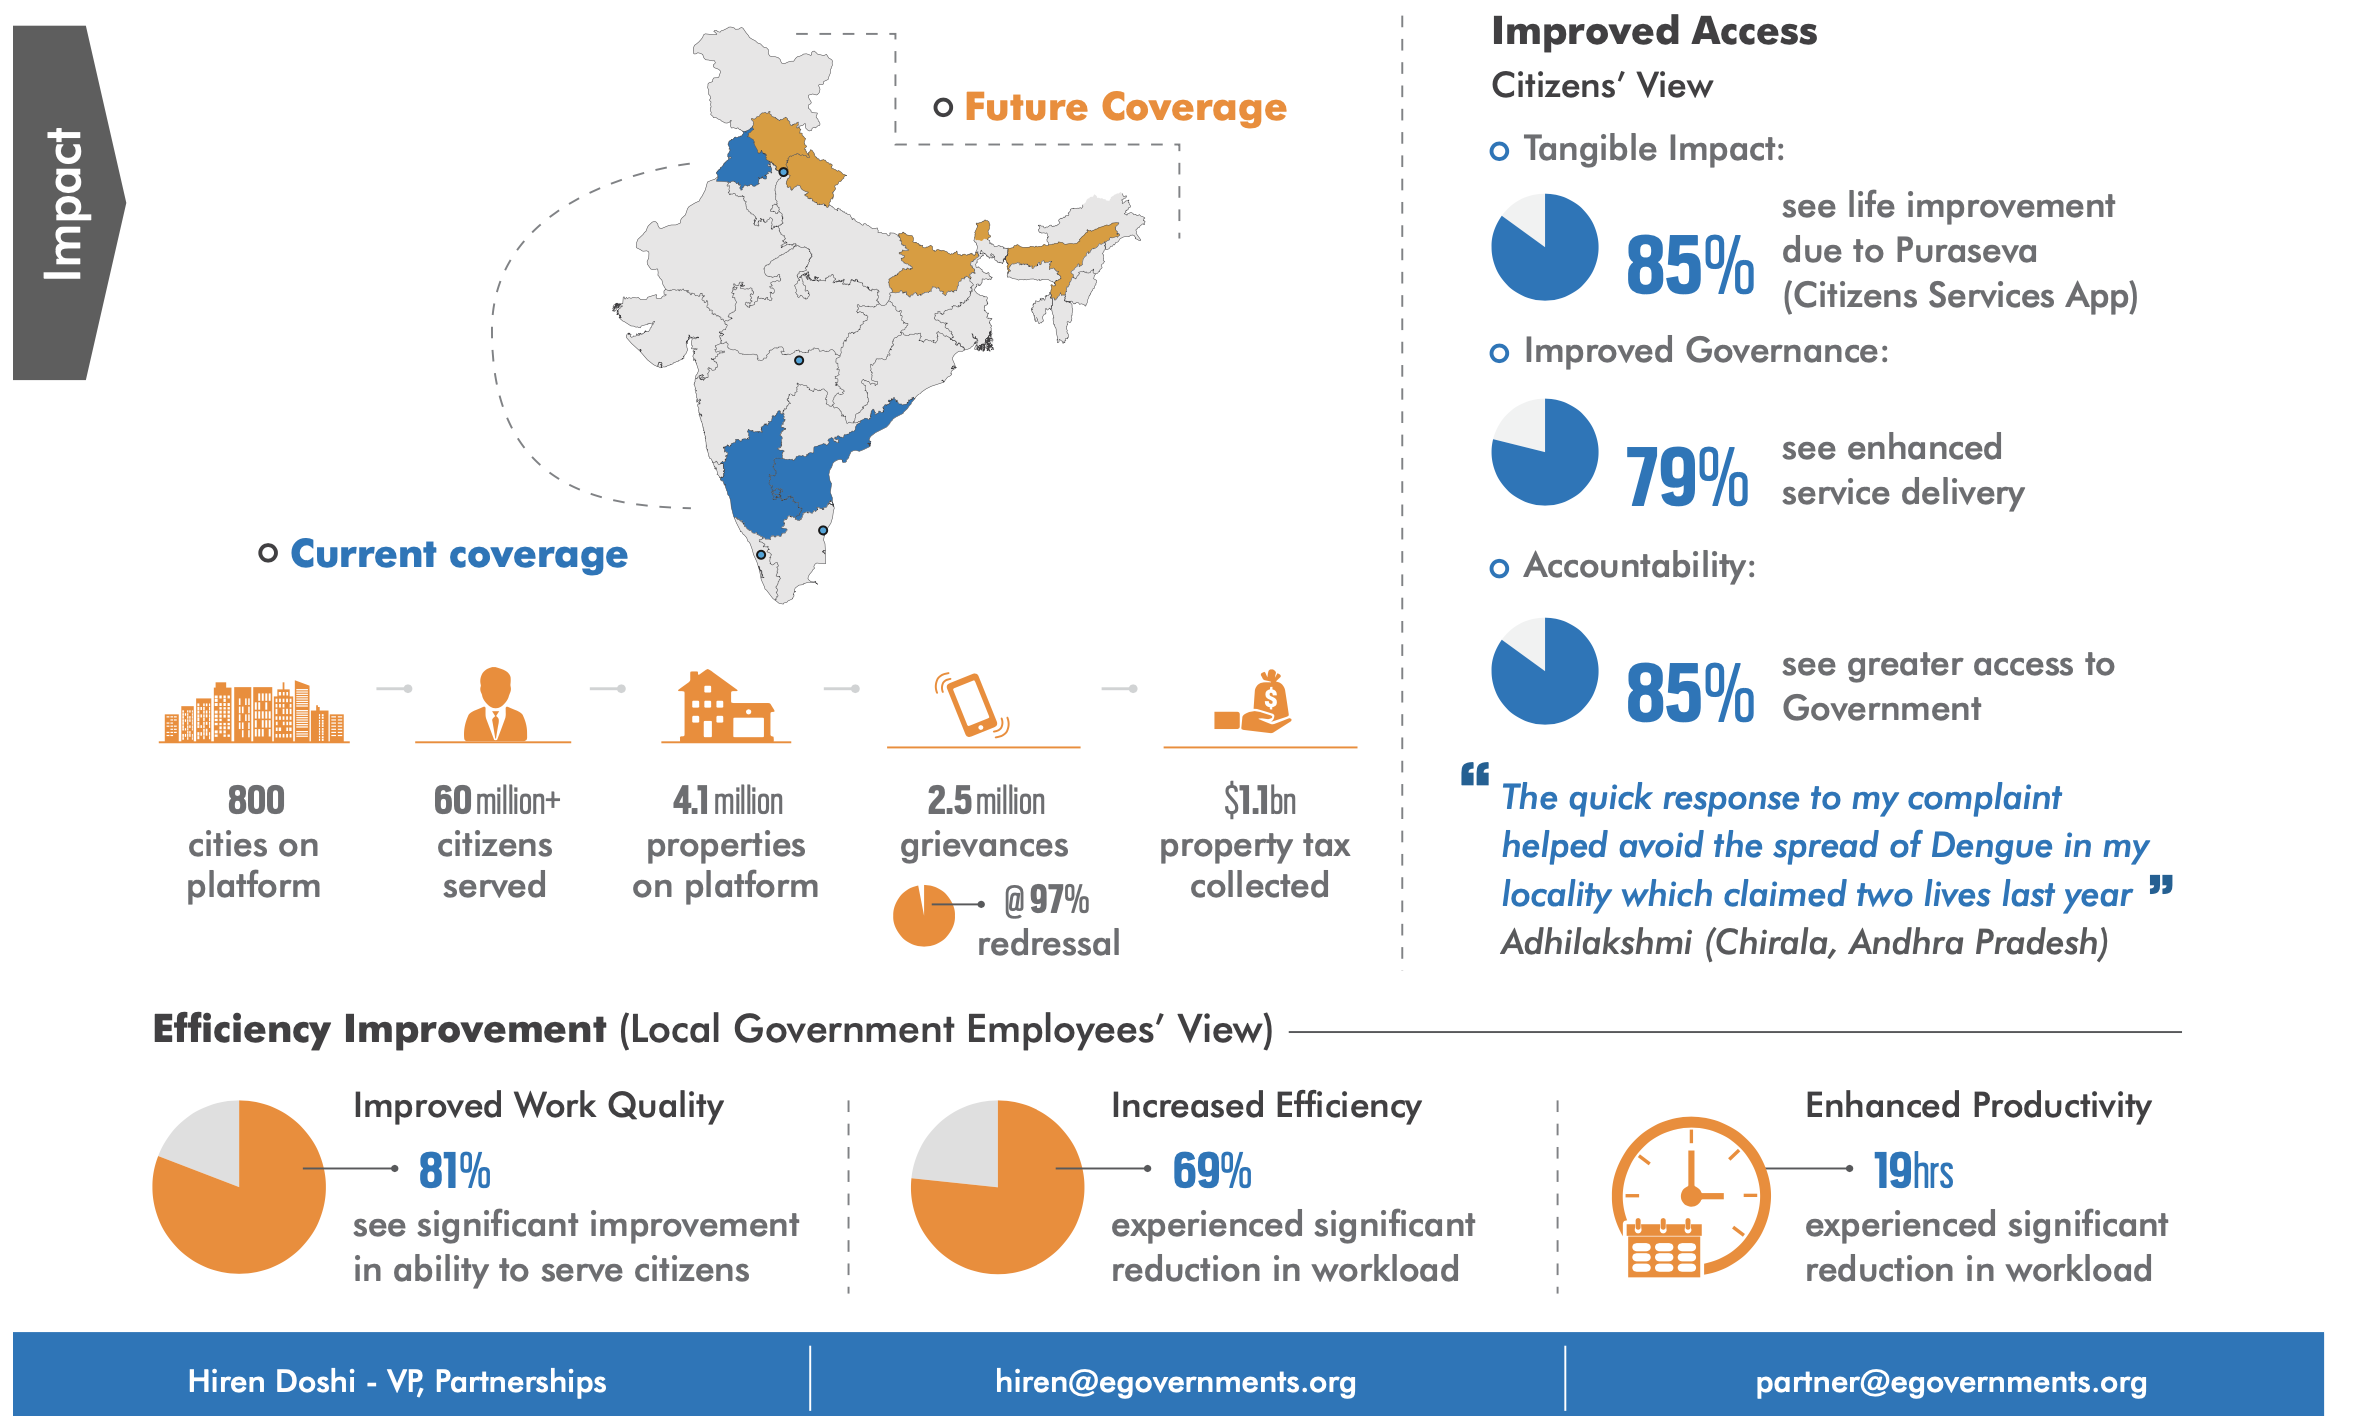 Impact
Future Coverage
Current coverage
800
cities on
platform
60 million+
citizens
served
4.1 million
properties
on platform
2.5 million
grievances
@ 97%
redressal
$
$1.1bn
property tax
collected
Improved Access
Citizens’ View
Tangible Impact:
85%
see life improvement
due to Puraseva
(Citizens Services App)
Improved Governance:
79%
see enhanced
service delivery
Accountability:
85%
see greater access to
Government
“ The quick response to my complaint
helped avoid the spread of Dengue in my
locality which claimed two lives last year ”
Adhilakshmi (Chirala, Andhra Pradesh)
Efficiency Improvement (Local Government Employees’ View)
Improved Work Quality
81%
see significant improvement
in ability to serve citizens
Increased Efficiency
69%
experienced significant
reduction in workload
Enhanced Productivity
19hrs
experienced significant
reduction in workload
Hiren Doshi - VP, Partnerships
hiren@egovernments.org
partner@egovernments.org